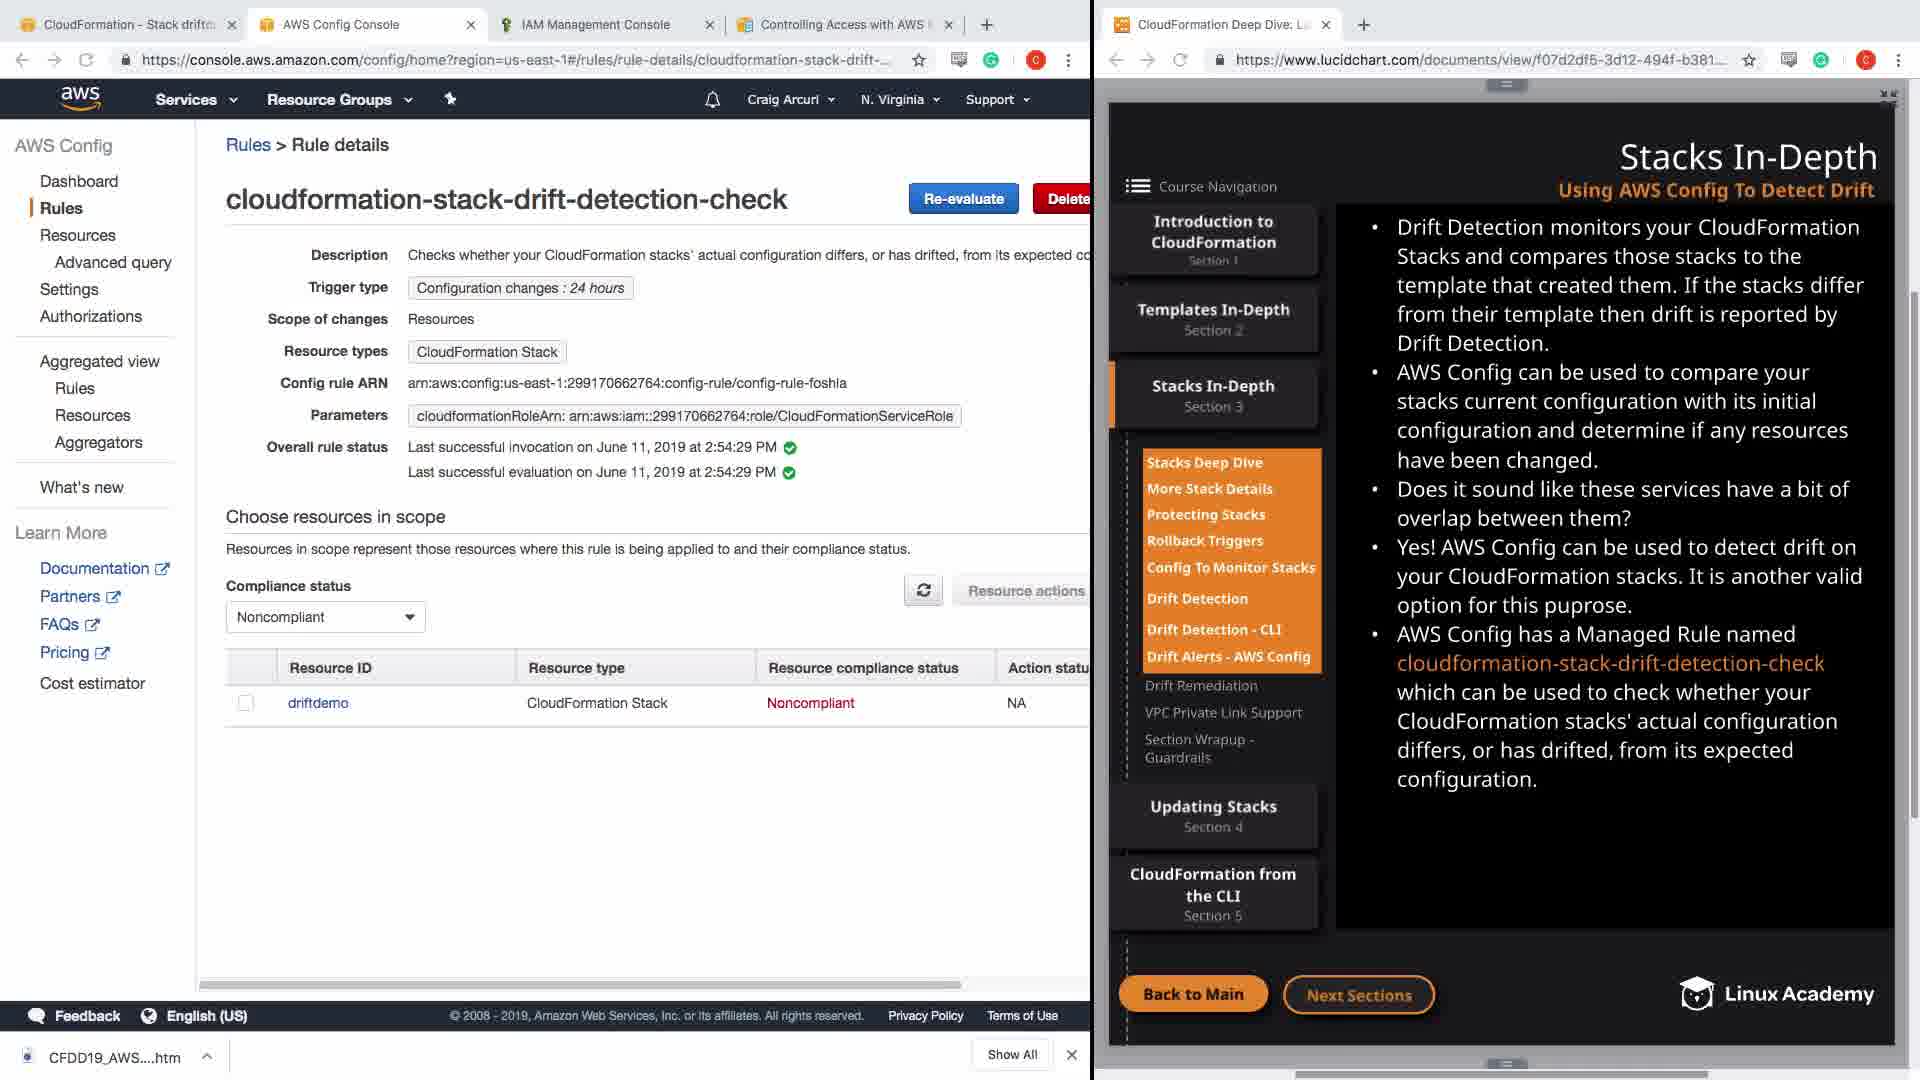 CloudFormation - Stack drift
AWS Config Console
IAM Management Console
Controlling Access with AWS
https://console.aws.amazon.com/config/home?region=us-east-1#/rules/rule-details/cloudformation-stack-drift-...
aws
Services
Resource Groups
Craig Arcuri
N. Virginia
Support
AWS Config
Dashboard
Rules
Resources
Advanced query
Settings
Authorizations
Aggregated view
Rules
Resources
Aggregators
What's new
Learn More
Documentation
Partners
FAQs
Pricing
Cost estimator
Rules > Rule details
cloudformation-stack-drift-detection-check
Re-evaluate
Delete
Description Checks whether your CloudFormation stacks' actual configuration differs, or has drifted, from its expected co
Trigger type Configuration changes : 24 hours
Scope of changes Resources
Resource types CloudFormation Stack
Config rule ARN arn:aws:config:us-east-1:299170662764:config-rule/config-rule-foshla
Parameters cloudformationRoleArn: arn:aws:iam::299170662764:role/CloudFormationServiceRole
Overall rule status Last successful invocation on June 11, 2019 at 2:54:29 PM
Last successful evaluation on June 11, 2019 at 2:54:29 PM
Choose resources in scope
Resources in scope represent those resources where this rule is being applied to and their compliance status.
Compliance status
Noncompliant
Resource actions
Resource ID Resource type Resource compliance status Action statu
driftdemo CloudFormation Stack Noncompliant NA
Feedback
English (US)
© 2008 - 2019, Amazon Web Services, Inc. or its affiliates. All rights reserved.
Privacy Policy
Terms of Use
CFDD19_AWS....htm
Show All
CloudFormation Deep Dive: L
https://www.lucidchart.com/documents/view/f07d2df5-3d12-494f-b381...
C
Stacks In-Depth
Using AWS Config To Detect Drift
Course Navigation
Introduction to
CloudFormation
Section 1
Templates In-Depth
Section 2
Stacks In-Depth
Section 3
Stacks Deep Dive
More Stack Details
Protecting Stacks
Rollback Triggers
Config To Monitor Stacks
Drift Detection
Drift Detection - CLI
Drift Alerts - AWS Config
Drift Remediation
VPC Private Link Support
Section Wrapup -
Guardrails
Updating Stacks
Section 4
CloudFormation from
the CLI
Section 5
• Drift Detection monitors your CloudFormation
Stacks and compares those stacks to the
template that created them. If the stacks differ
from their template then drift is reported by
Drift Detection.
• AWS Config can be used to compare your
stacks current configuration with its initial
configuration and determine if any resources
have been changed.
• Does it sound like these services have a bit of
overlap between them?
• Yes! AWS Config can be used to detect drift on
your CloudFormation stacks. It is another valid
option for this puprose.
• AWS Config has a Managed Rule named
cloudformation-stack-drift-detection-check
which can be used to check whether your
CloudFormation stacks' actual configuration
differs, or has drifted, from its expected
configuration.
Back to Main
Next Sections
Linux Academy